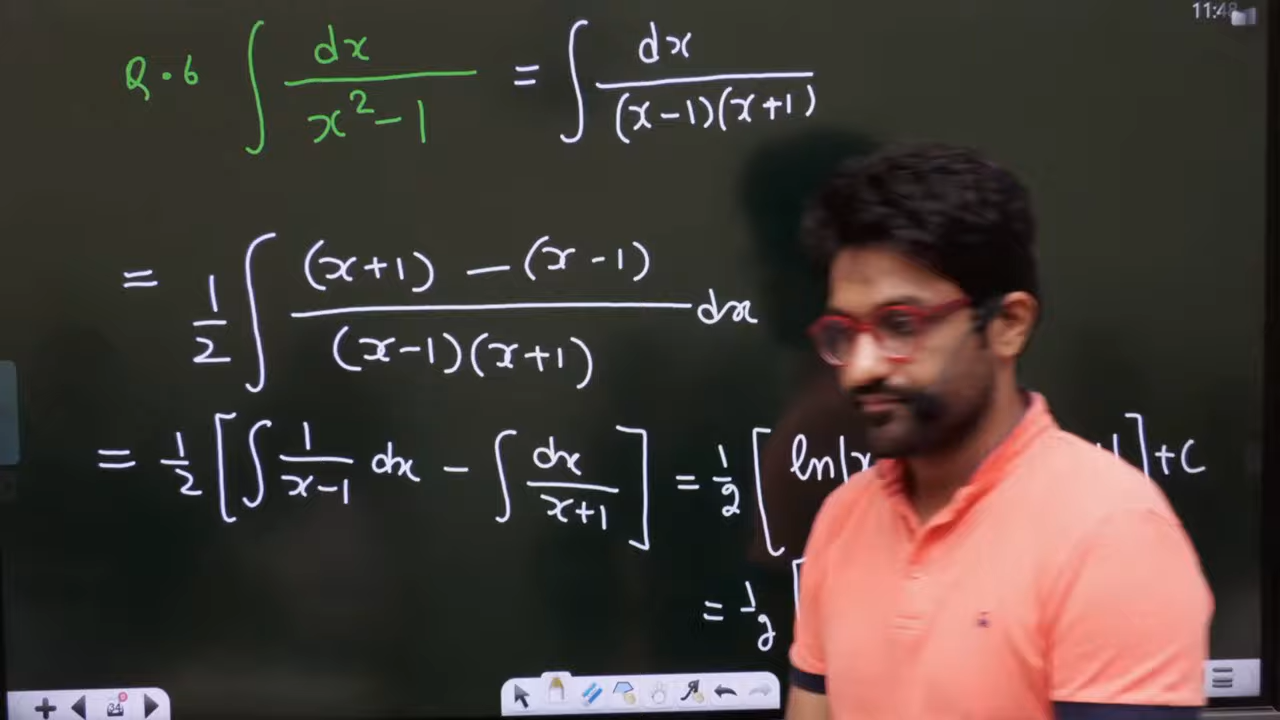 11:48
Q.6 ∫ dx / (x² - 1) = ∫ dx / ((x-1)(x+1))
= 1/2 ∫ ((x+1) - (x-1)) / ((x-1)(x+1)) dx
= 1/2 [ ∫ 1/(x-1) dx - ∫ dx/(x+1) ] = 1/2 [ ln|x 1| ] + C
= 1/2 [